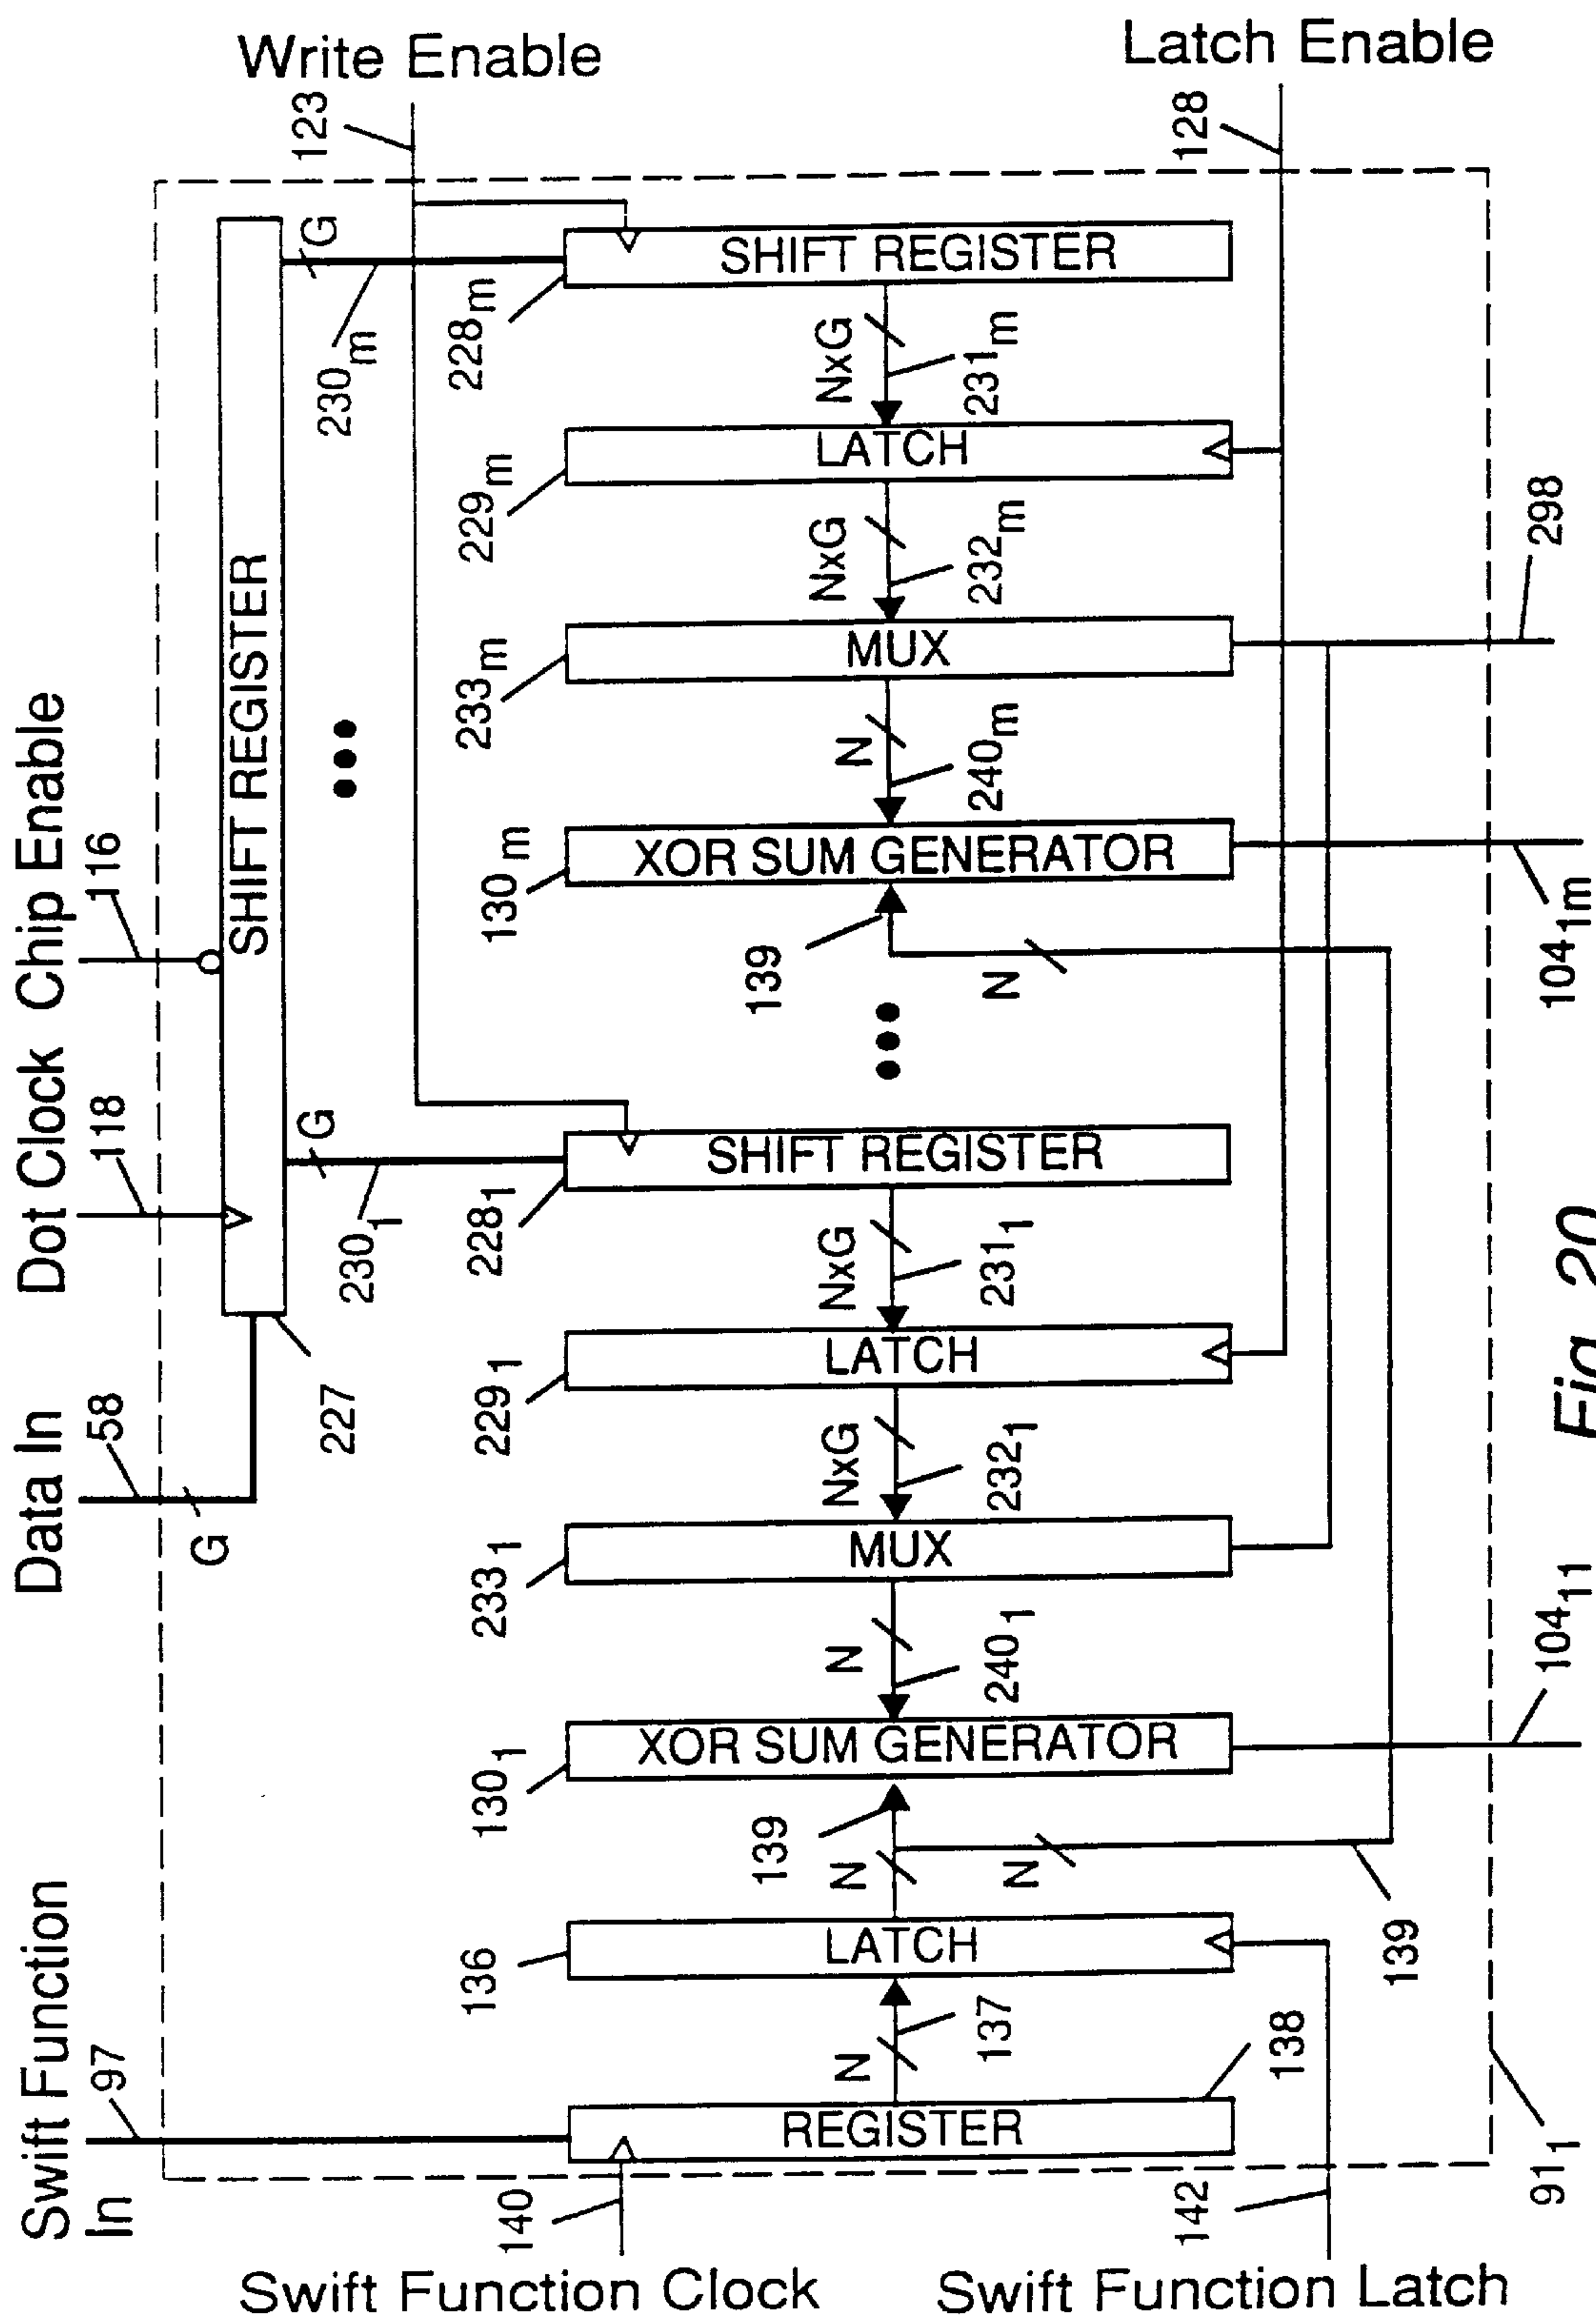 Write Enable
123
Latch Enable
128
Chip Enable
116
Dot Clock
118
Data In
58
G
Swift Function
In
97
SHIFT REGISTER
227
G
230m
G
2301
•••
SHIFT REGISTER
228m
NxG
231m
LATCH
229m
NxG
232m
MUX
233m
N
240m
XOR SUM GENERATOR
130m
139
N
•••
SHIFT REGISTER
2281
NxG
2311
LATCH
2291
NxG
2321
MUX
2331
N
2401
XOR SUM GENERATOR
1301
139
N
N
139
LATCH
136
N
137
REGISTER
138
140
Swift Function Clock
142
Swift Function Latch
298
1041m
10411
911
Fig. 20